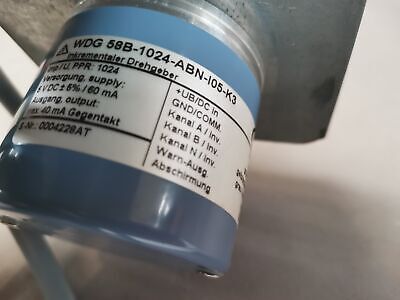 WDG 58B-1024-ABN-I05-K3
Inkrementaler Drehgeber
Imp / U, PPR: 1024
Versorgung, supply:
5 VDC ± 5% / 60 mA
Ausgang, output:
max. 40 mA Gegentakt
S-Nr.: 0004228AT
+UB/DC in
GND/COMM.
Kanal A / inv.
Kanal B / inv.
Kanal N / inv.
Warn-Ausg.
Abschirmung